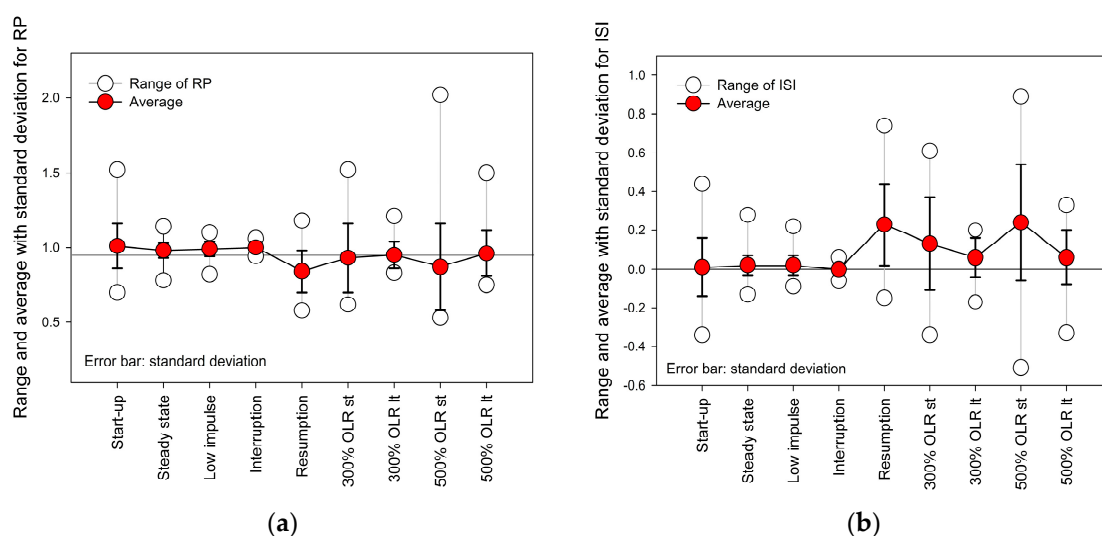 Range and average with standard deviation for RP
2.0
1.5
1.0
0.5
Range of RP
Average
Error bar: standard deviation
Start-up
Steady state
Low impulse
Interruption
Resumption
300% OLR st
300% OLR lt
500% OLR st
500% OLR lt
(a)
Range and average with standard deviation for ISI
1.0
0.8
0.6
0.4
0.2
0.0
-0.2
-0.4
-0.6
Range of ISI
Average
Error bar: standard deviation
Start-up
Steady state
Low impulse
Interruption
Resumption
300% OLR st
300% OLR lt
500% OLR st
500% OLR lt
(b)